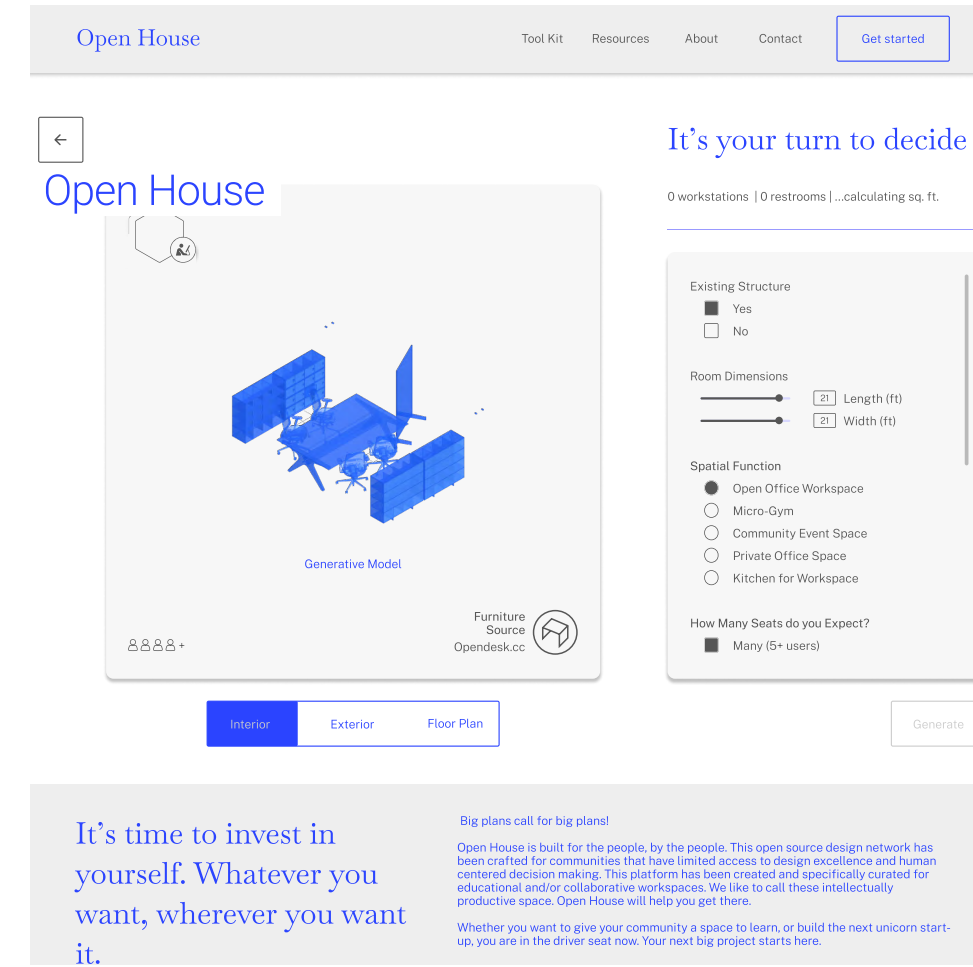 Open House
Tool Kit
Resources
About
Contact
Get started
Open House
It's your turn to decide
0 workstations | 0 restrooms | ...calculating sq. ft.
Generative Model
Furniture
Source
Opendesk.cc
+
Interior
Exterior
Floor Plan
Existing Structure
Yes
No
Room Dimensions
21 Length (ft)
21 Width (ft)
Spatial Function
Open Office Workspace
Micro-Gym
Community Event Space
Private Office Space
Kitchen for Workspace
How Many Seats do you Expect?
Many (5+ users)
Generate
It's time to invest in
yourself. Whatever you
want, wherever you want
it.
Big plans call for big plans!
Open House is built for the people, by the people. This open source design network has
been crafted for communities that have limited access to design excellence and human
centered decision making. This platform has been created and specifically curated for
educational and/or collaborative workspaces. We like to call these intellectually
productive space. Open House will help you get there.
Whether you want to give your community a space to learn, or build the next unicorn start-
up, you are in the driver seat now. Your next big project starts here.